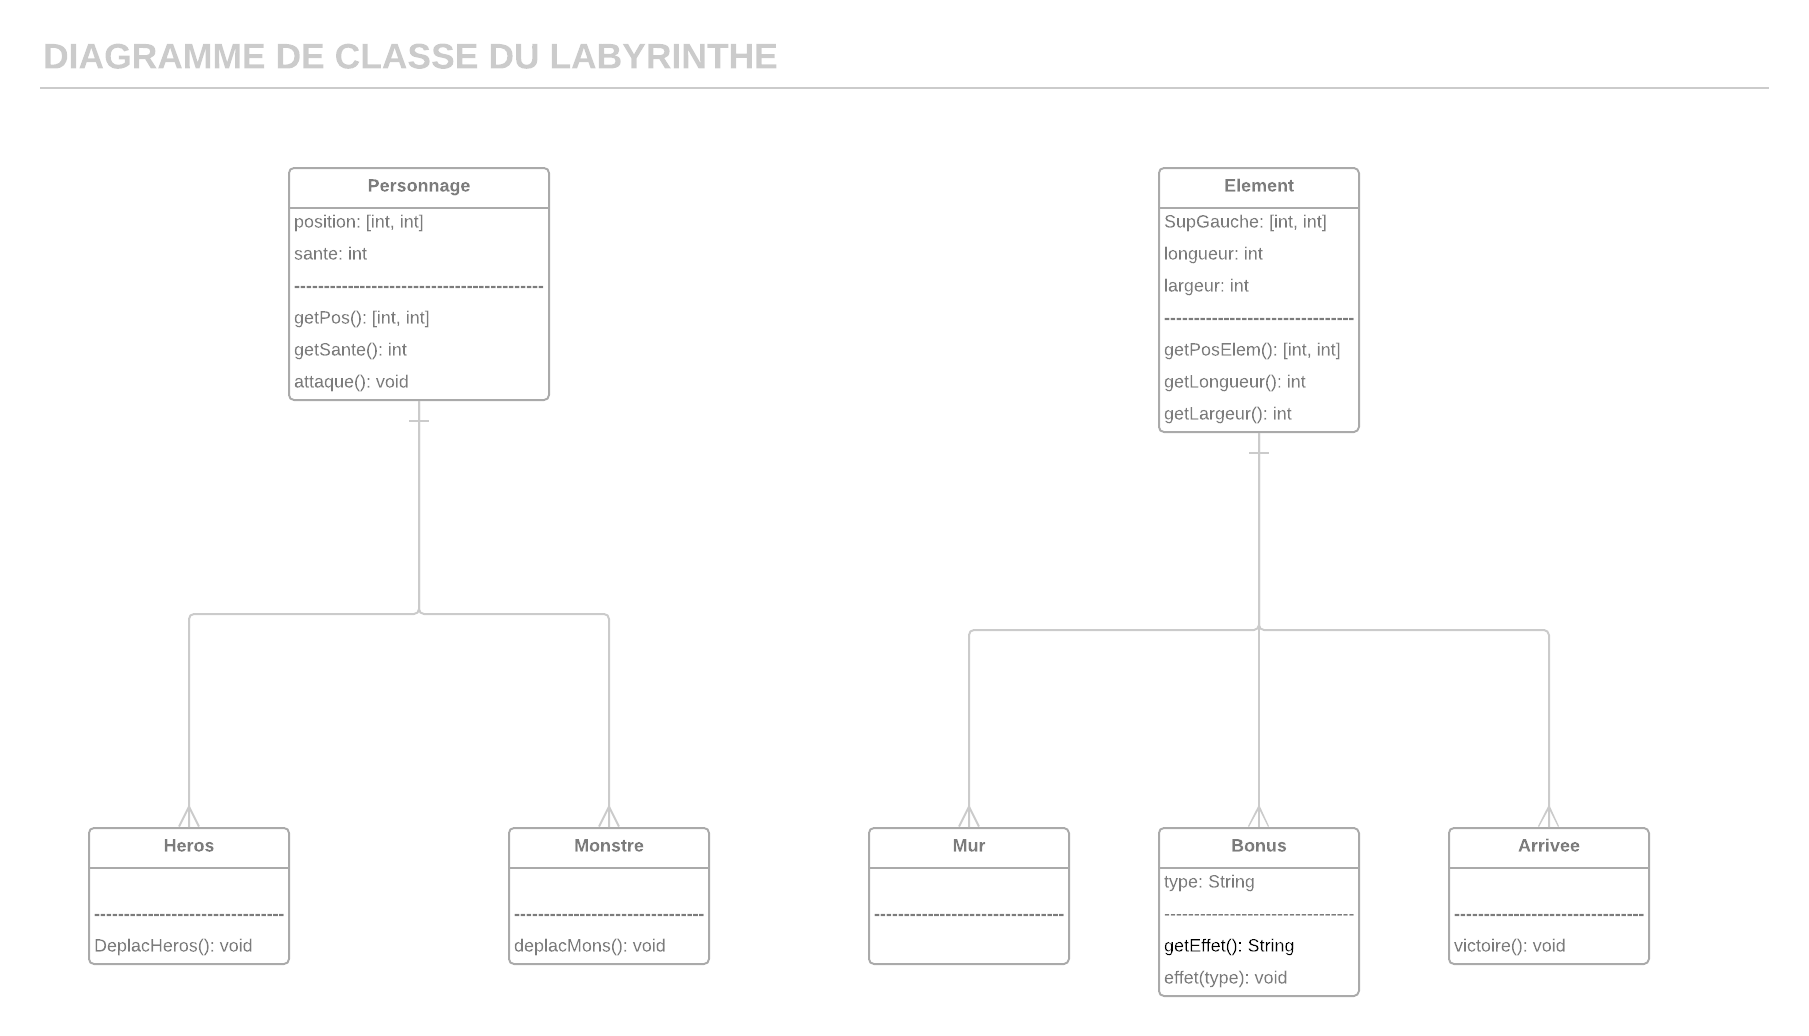 DIAGRAMME DE CLASSE DU LABYRINTHE
Personnage
position: [int, int]
sante: int
------------------------------------------
getPos(): [int, int]
getSante(): int
attaque(): void
Element
SupGauche: [int, int]
longueur: int
largeur: int
--------------------------------
getPosElem(): [int, int]
getLongueur(): int
getLargeur(): int
Heros
--------------------------------
DeplacHeros(): void
Monstre
--------------------------------
deplacMons(): void
Mur
--------------------------------
Bonus
type: String
--------------------------------
getEffet(): String
effet(type): void
Arrivee
--------------------------------
victoire(): void